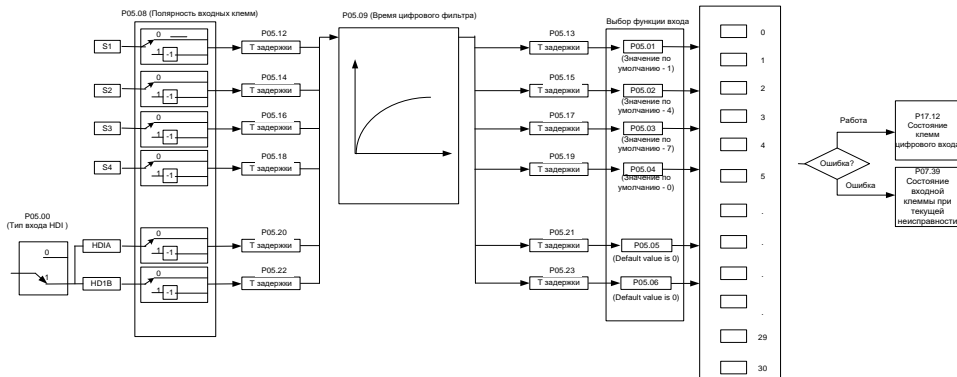 P05.08 (Полярность входных клемм)
P05.09 (Время цифрового фильтра)
Выбор функции входа
S1
0
1
-1
P05.12
Т задержки
P05.13
Т задержки
P05.01
(Значение по
умолчанию - 1)
S2
0
1
-1
P05.14
Т задержки
P05.15
Т задержки
P05.02
(Значение по
умолчанию - 4)
S3
0
1
-1
P05.16
Т задержки
P05.17
Т задержки
P05.03
(Значение по
умолчанию - 7)
S4
0
1
-1
P05.18
Т задержки
P05.19
Т задержки
P05.04
(Значение по
умолчанию - 0)
P05.00
(Тип входа HDI )
0
1
HDIA
0
1
-1
P05.20
Т задержки
P05.21
Т задержки
P05.05
(Default value is 0)
HD1B
0
1
-1
P05.22
Т задержки
P05.23
Т задержки
P05.06
(Default value is 0)
0
1
2
3
4
5
.
.
.
.
29
30
Ошибка?
Работа
Ошибка
P17.12
Состояние
клемм
цифрового входа
P07.39
Состояние
входной
клеммы при
текущей
неисправности